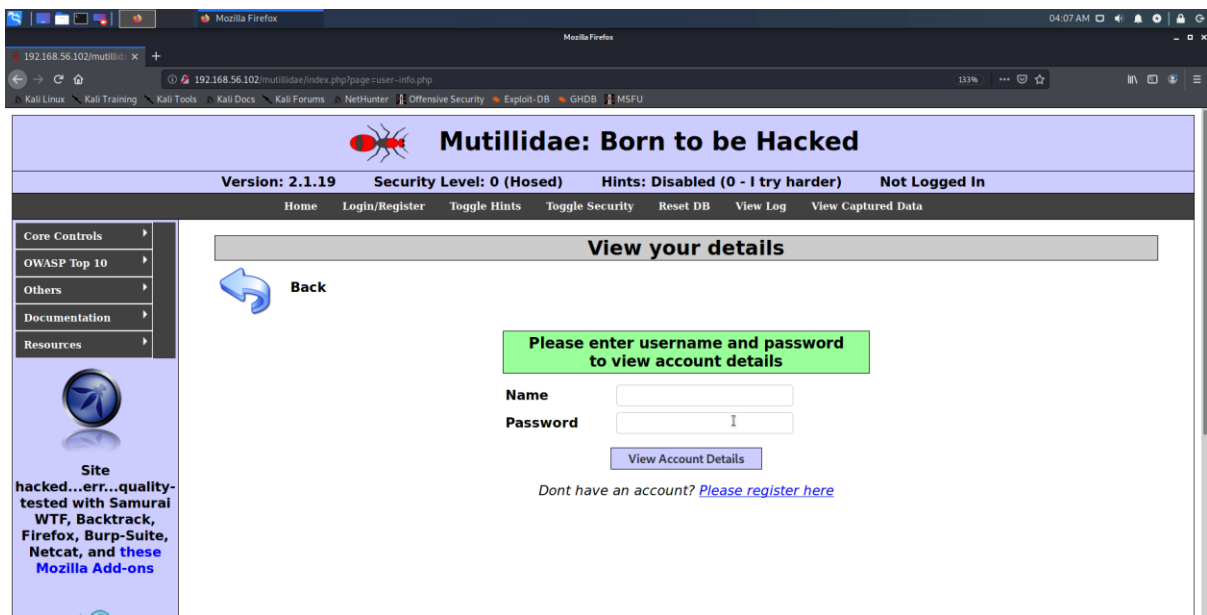 Mozilla Firefox
04:07 AM
Mozilla Firefox
192.168.56.102/mutillida
192.168.56.102/mutillidae/index.php?page=user-info.php
133%
Kali Linux Kali Training Kali Tools Kali Docs Kali Forums NetHunter Offensive Security Exploit-DB GHDB MSFU
Mutillidae: Born to be Hacked
Version: 2.1.19 Security Level: 0 (Hosed) Hints: Disabled (0 - I try harder) Not Logged In
Home Login/Register Toggle Hints Toggle Security Reset DB View Log View Captured Data
Core Controls
OWASP Top 10
Others
Documentation
Resources
Site
hacked...err...quality-
tested with Samurai
WTF, Backtrack,
Firefox, Burp-Suite,
Netcat, and these
Mozilla Add-ons
View your details
Back
Please enter username and password
to view account details
Name
Password
View Account Details
Dont have an account? Please register here